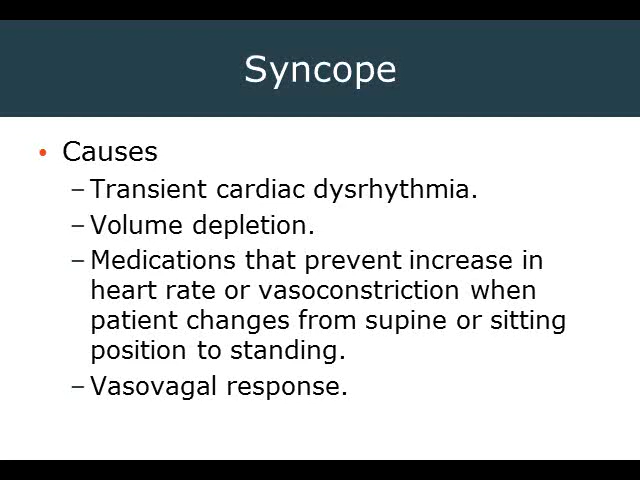 Syncope
• Causes
– Transient cardiac dysrhythmia.
– Volume depletion.
– Medications that prevent increase in
heart rate or vasoconstriction when
patient changes from supine or sitting
position to standing.
– Vasovagal response.